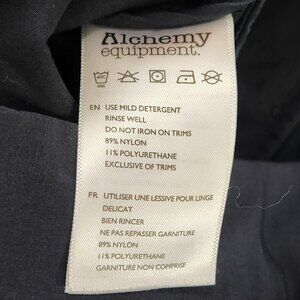 Alchemy
equipment.
EN USE MILD DETERGENT
RINSE WELL
DO NOT IRON ON TRIMS
89% NYLON
11% POLYURETHANE
EXCLUSIVE OF TRIMS
FR UTILISER UNE LESSIVE POUR LINGE
DELICAT
BIEN RINCER
NE PAS REPASSER GARNITURE
89% NYLON
11% POLYURETHANE
GARNITURE NON COMPRISE